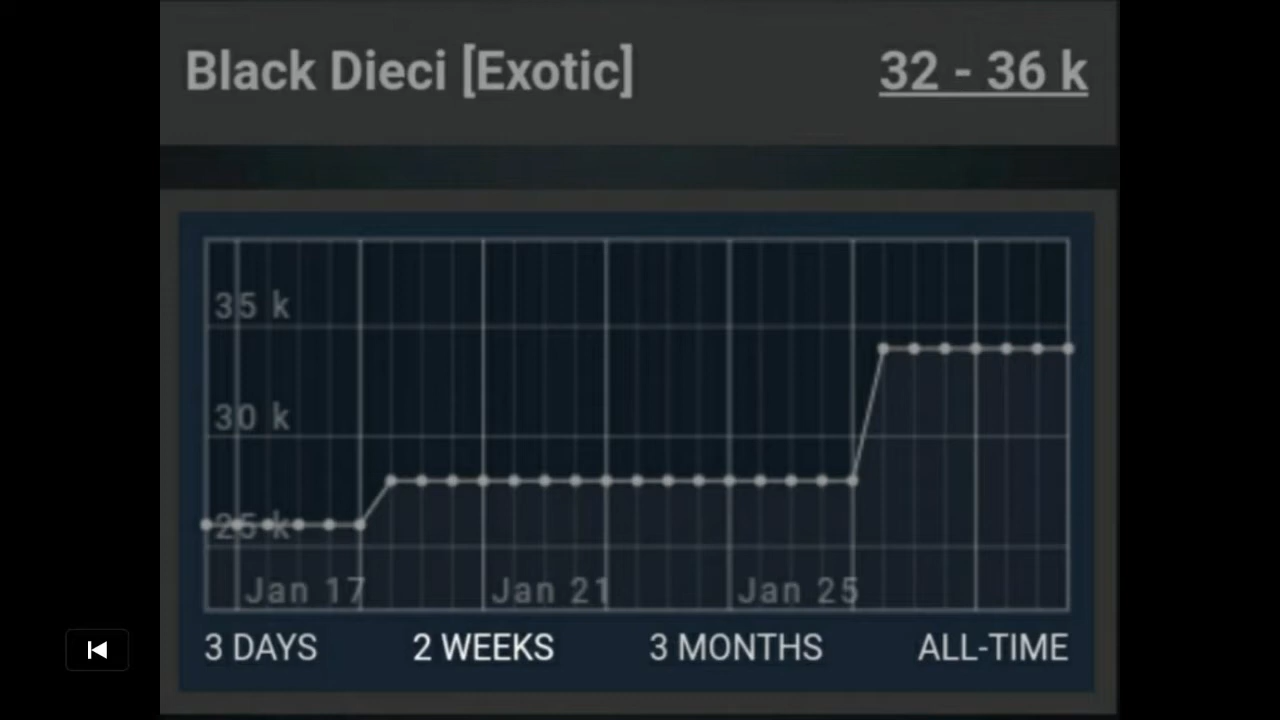 Black Dieci [Exotic] 32 - 36 k
35 k
30 k
25 k
Jan 17 Jan 21 Jan 25
3 DAYS 2 WEEKS 3 MONTHS ALL-TIME